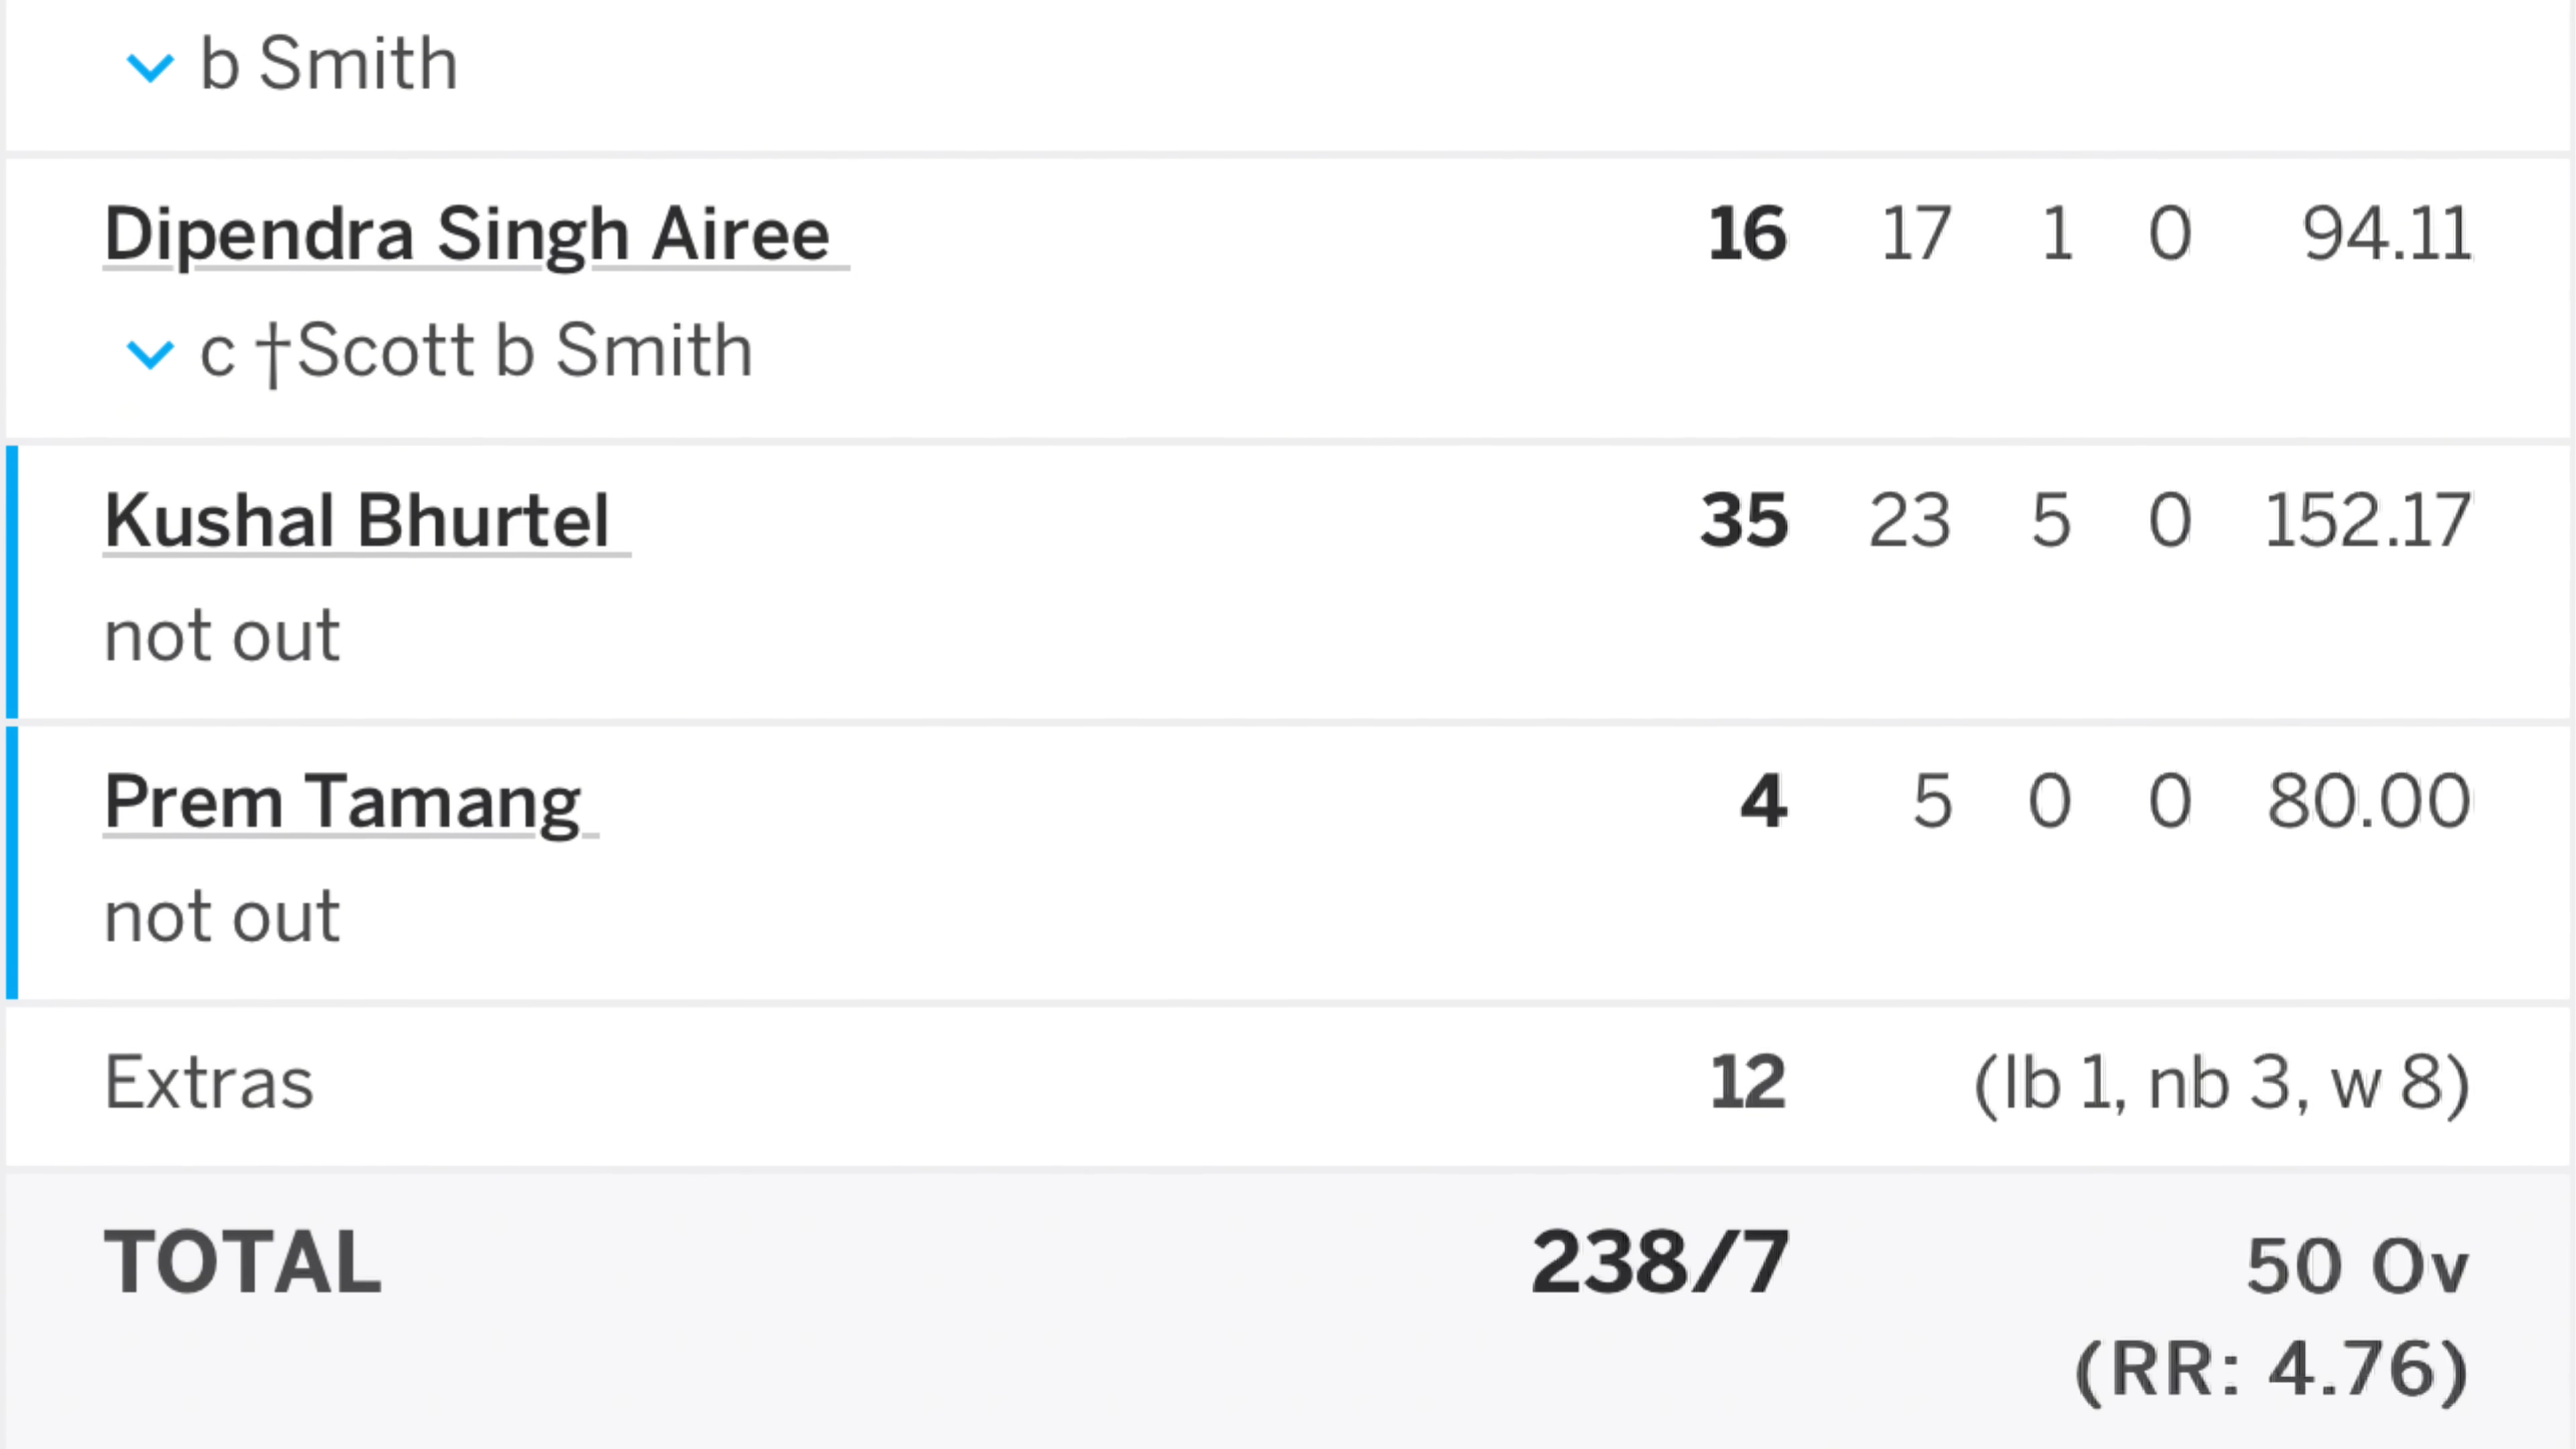 b Smith
Dipendra Singh Airee 16 17 1 0 94.11
c †Scott b Smith
Kushal Bhurtel 35 23 5 0 152.17
not out
Prem Tamang 4 5 0 0 80.00
not out
Extras 12 (lb 1, nb 3, w 8)
TOTAL 238/7 50 Ov
(RR: 4.76)